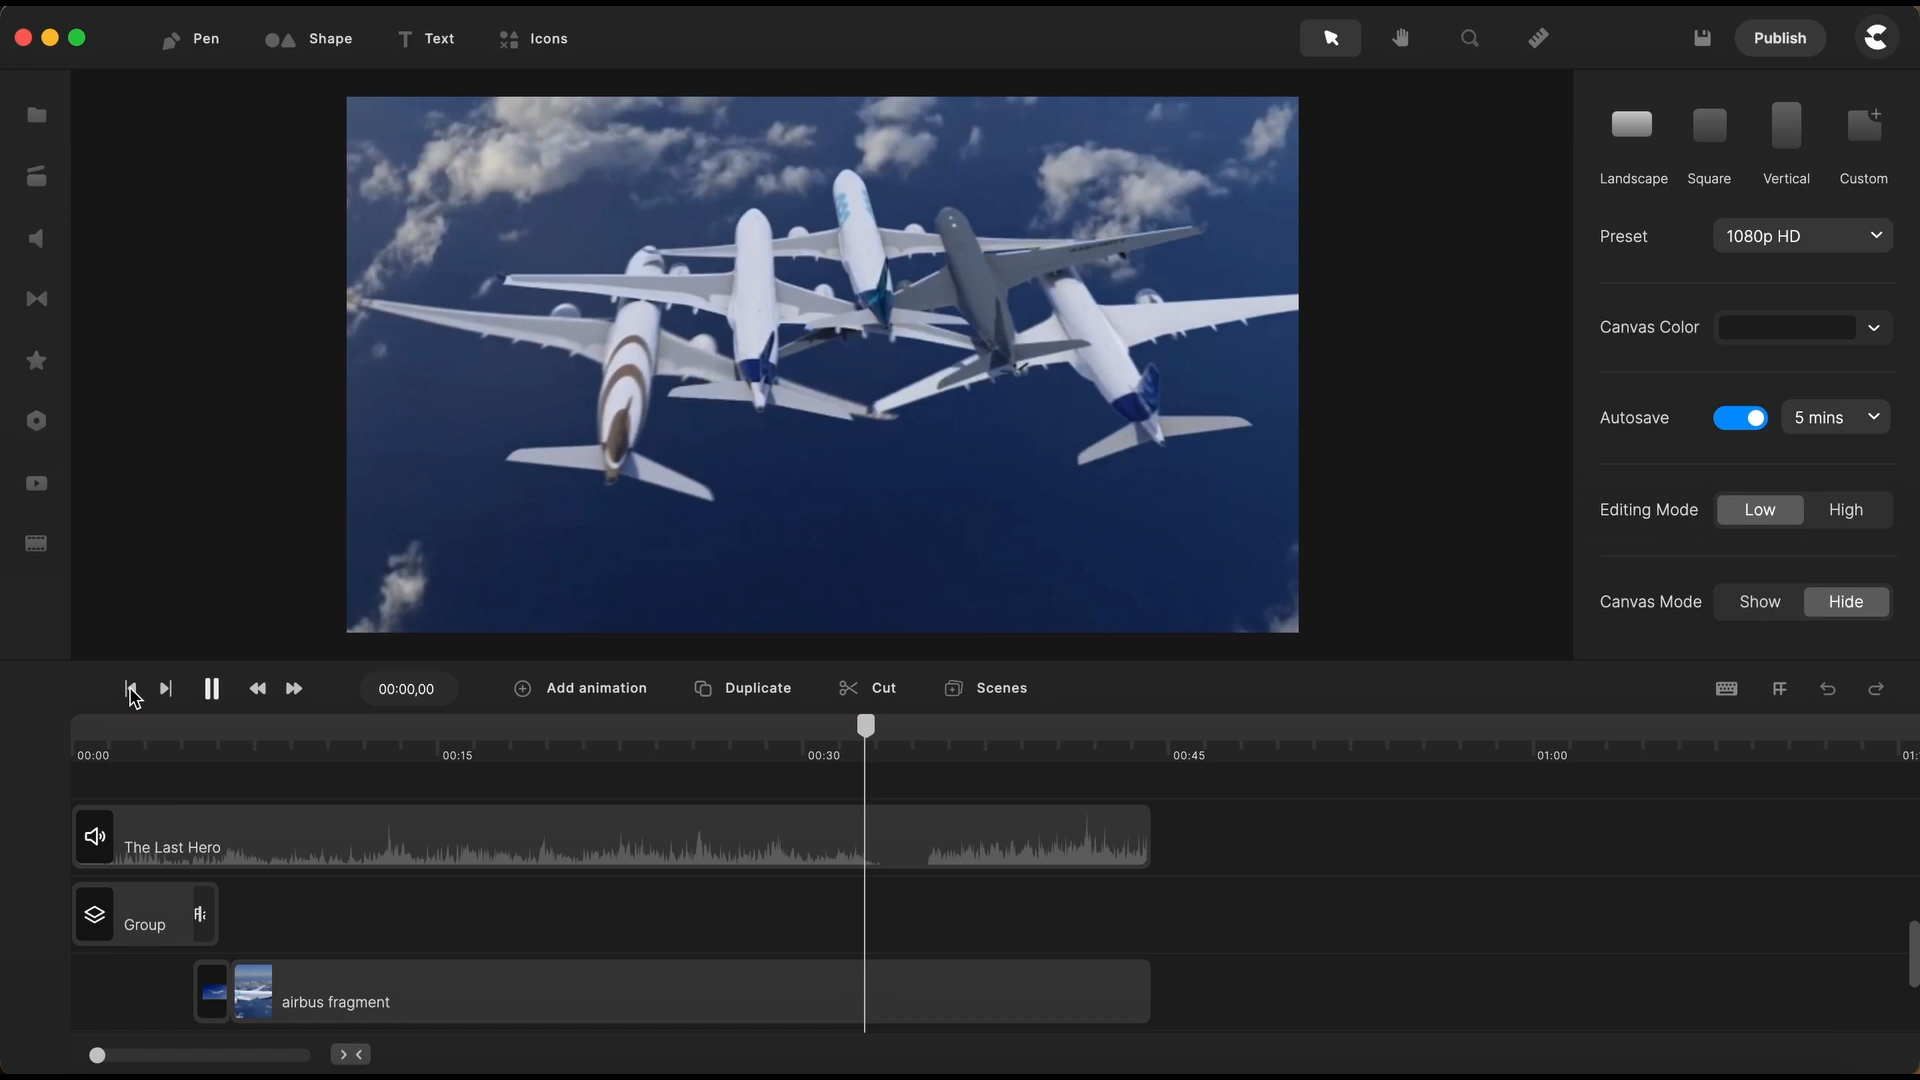 Pen
Shape
Text
Icons
Publish
Landscape
Square
Vertical
Custom
Preset
1080p HD
Canvas Color
Autosave
5 mins
Editing Mode
Low
High
Canvas Mode
Show
Hide
00:00,00
Add animation
Duplicate
Cut
Scenes
00:00
00:15
00:30
00:45
01:00
01:
The Last Hero
Group
airbus fragment